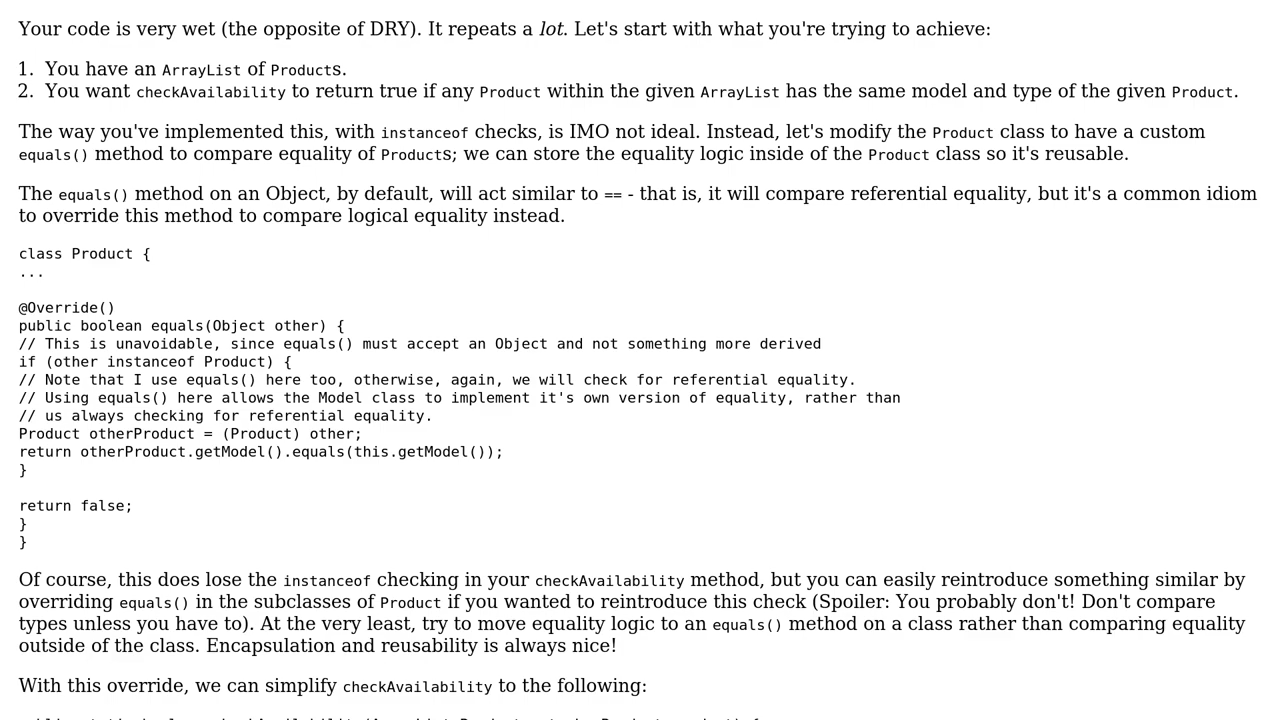 Your code is very wet (the opposite of DRY). It repeats a lot. Let's start with what you're trying to achieve:
1. You have an ArrayList of Products.
2. You want checkAvailability to return true if any Product within the given ArrayList has the same model and type of the given Product.
The way you've implemented this, with instanceof checks, is IMO not ideal. Instead, let's modify the Product class to have a custom
equals() method to compare equality of Products; we can store the equality logic inside of the Product class so it's reusable.
The equals() method on an Object, by default, will act similar to == - that is, it will compare referential equality, but it's a common idiom
to override this method to compare logical equality instead.
class Product {
...
@Override()
public boolean equals(Object other) {
// This is unavoidable, since equals() must accept an Object and not something more derived
if (other instanceof Product) {
// Note that I use equals() here too, otherwise, again, we will check for referential equality.
// Using equals() here allows the Model class to implement it's own version of equality, rather than
// us always checking for referential equality.
Product otherProduct = (Product) other;
return otherProduct.getModel().equals(this.getModel());
}
return false;
}
}
Of course, this does lose the instanceof checking in your checkAvailability method, but you can easily reintroduce something similar by
overriding equals() in the subclasses of Product if you wanted to reintroduce this check (Spoiler: You probably don't! Don't compare
types unless you have to). At the very least, try to move equality logic to an equals() method on a class rather than comparing equality
outside of the class. Encapsulation and reusability is always nice!
With this override, we can simplify checkAvailability to the following: